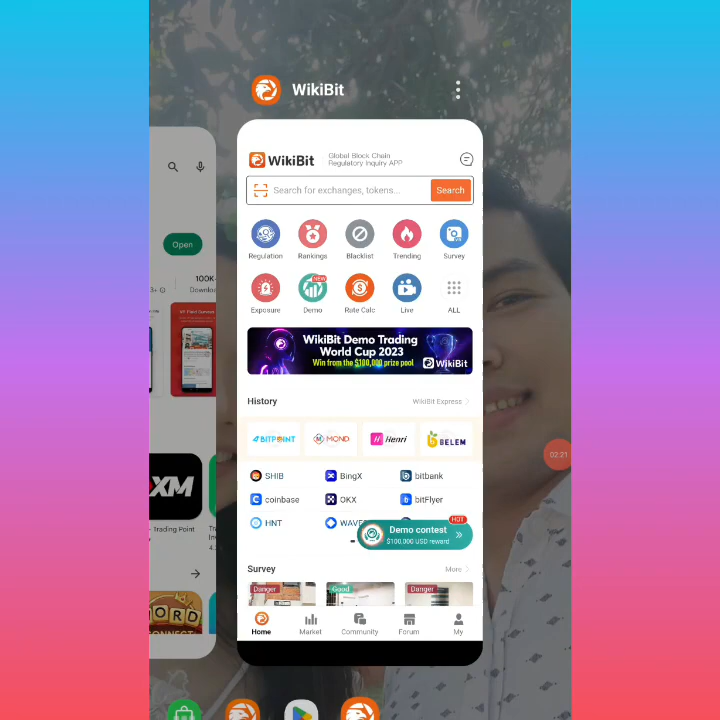 WikiBit
WikiBit
Global Block Chain
Regulatory Inquiry APP
Search for exchanges, tokens...
Search
Open
Regulation
Rankings
Blacklist
Trending
Survey
3+
100K
Downlo
NEW
Exposure
Demo
Rate Calc
Live
ALL
WikiBit Demo Trading
World Cup 2023
Win from the $100,000 prize pool
WikiBit
History
WikiBit Express
BITPOINT
MOND
Henri
BELEM
SHIB
BingX
bitbank
02:21
XM
coinbase
OKX
bitFlyer
HNT
WAVE
HOT
Demo contest
$100,000 USD reward
Trading Point
Survey
More
Danger
Good
Danger
Home
Market
Community
Forum
My